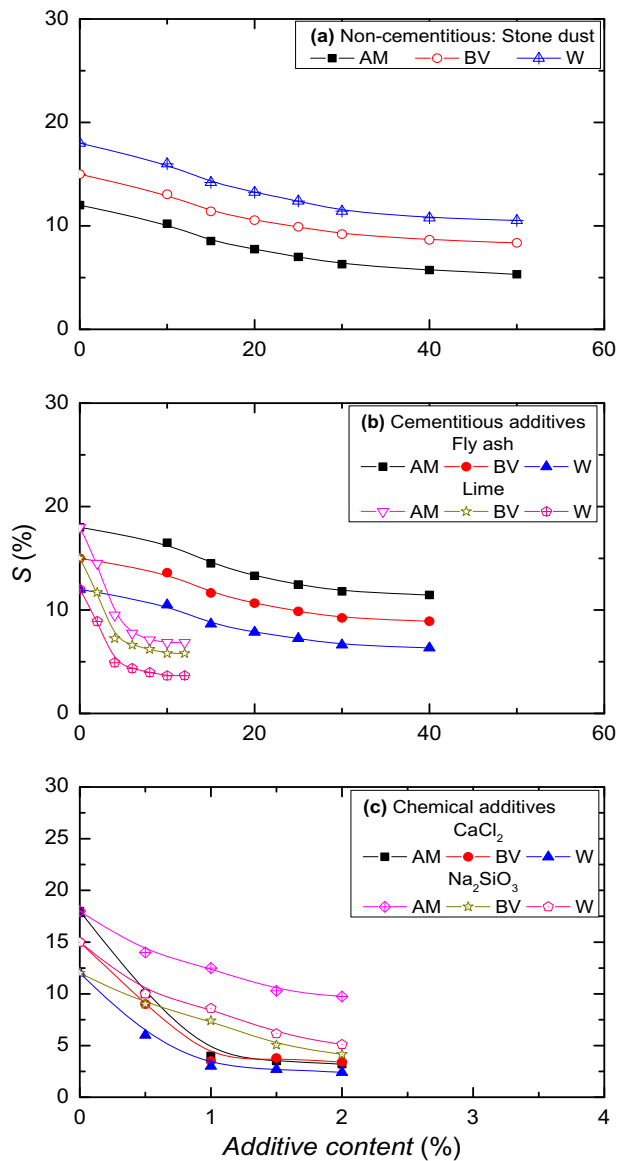 30
(a) Non-cementitious: Stone dust
AM BV W
20
10
0
0 20 40 60
30
(b) Cementitious additives
Fly ash
AM BV W
Lime
AM BV W
20
S (%)
10
0
0 20 40 60
30
(c) Chemical additives
CaCl₂
AM BV W
Na₂SiO₃
AM BV W
25
20
15
10
5
0
0 1 2 3 4
Additive content (%)